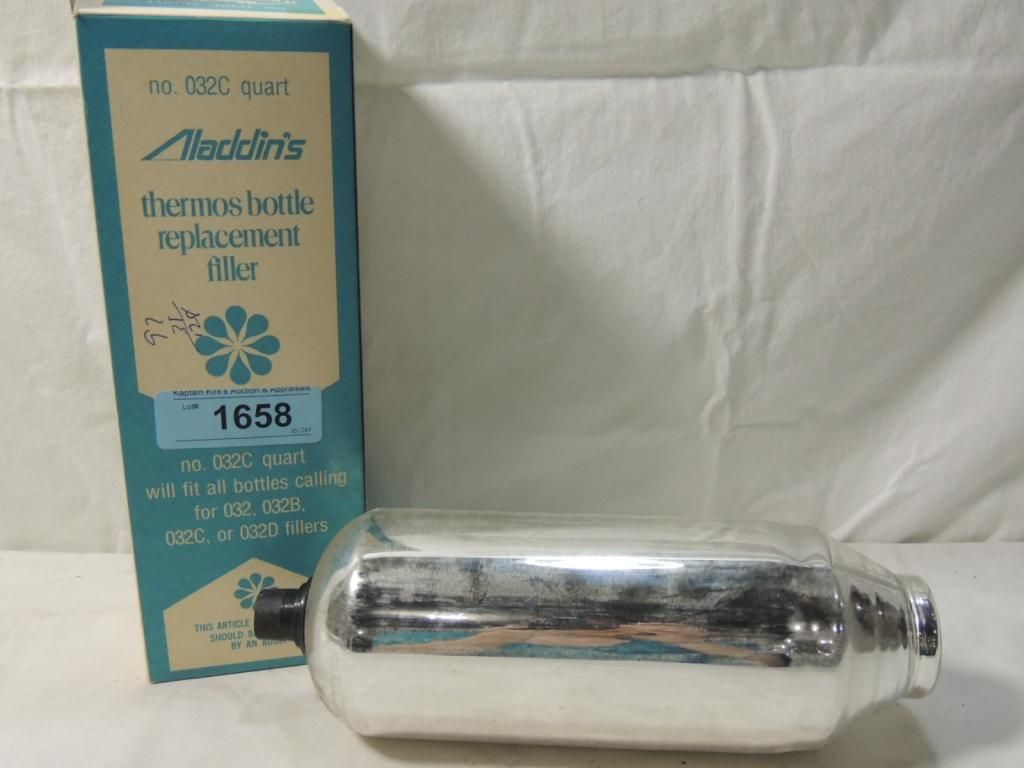 no. 032C quart
Aladdin's
thermos bottle
replacement
filler
97
Kaptain Kirk's Auction & Appraisals
Lot#: 1658
no. 032C quart
will fit all bottles calling
for 032, 032B,
032C, or 032D fillers
THIS ARTICLE
SHOULD
BY AN